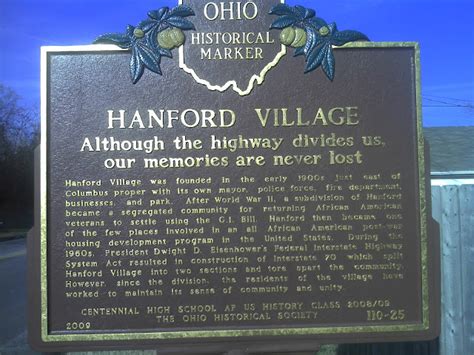 OHIO
HISTORICAL
MARKER
HANFORD VILLAGE
Although the highway divides us,
our memories are never lost
Hanford Village was founded in the early 1900s just east of
Columbus proper with its own mayor, police force, fire department,
businesses, and park. After World War II, a subdivision of Hanford
became a segregated community for returning African American
veterans to settle using the G.I. Bill. Hanford then became one
of the few places involved in an all African American post-war
housing development program in the United States. During the
1960s, President Dwight D. Eisenhower's Federal Interstate Highway
System Act resulted in construction of Interstate 70 which split
Hanford Village into two sections and tore apart the community.
However, since the division, the residents of the village have
worked to maintain its sense of community and unity.
CENTENNIAL HIGH SCHOOL AP US HISTORY CLASS 2008/09
THE OHIO HISTORICAL SOCIETY
2009
110-25